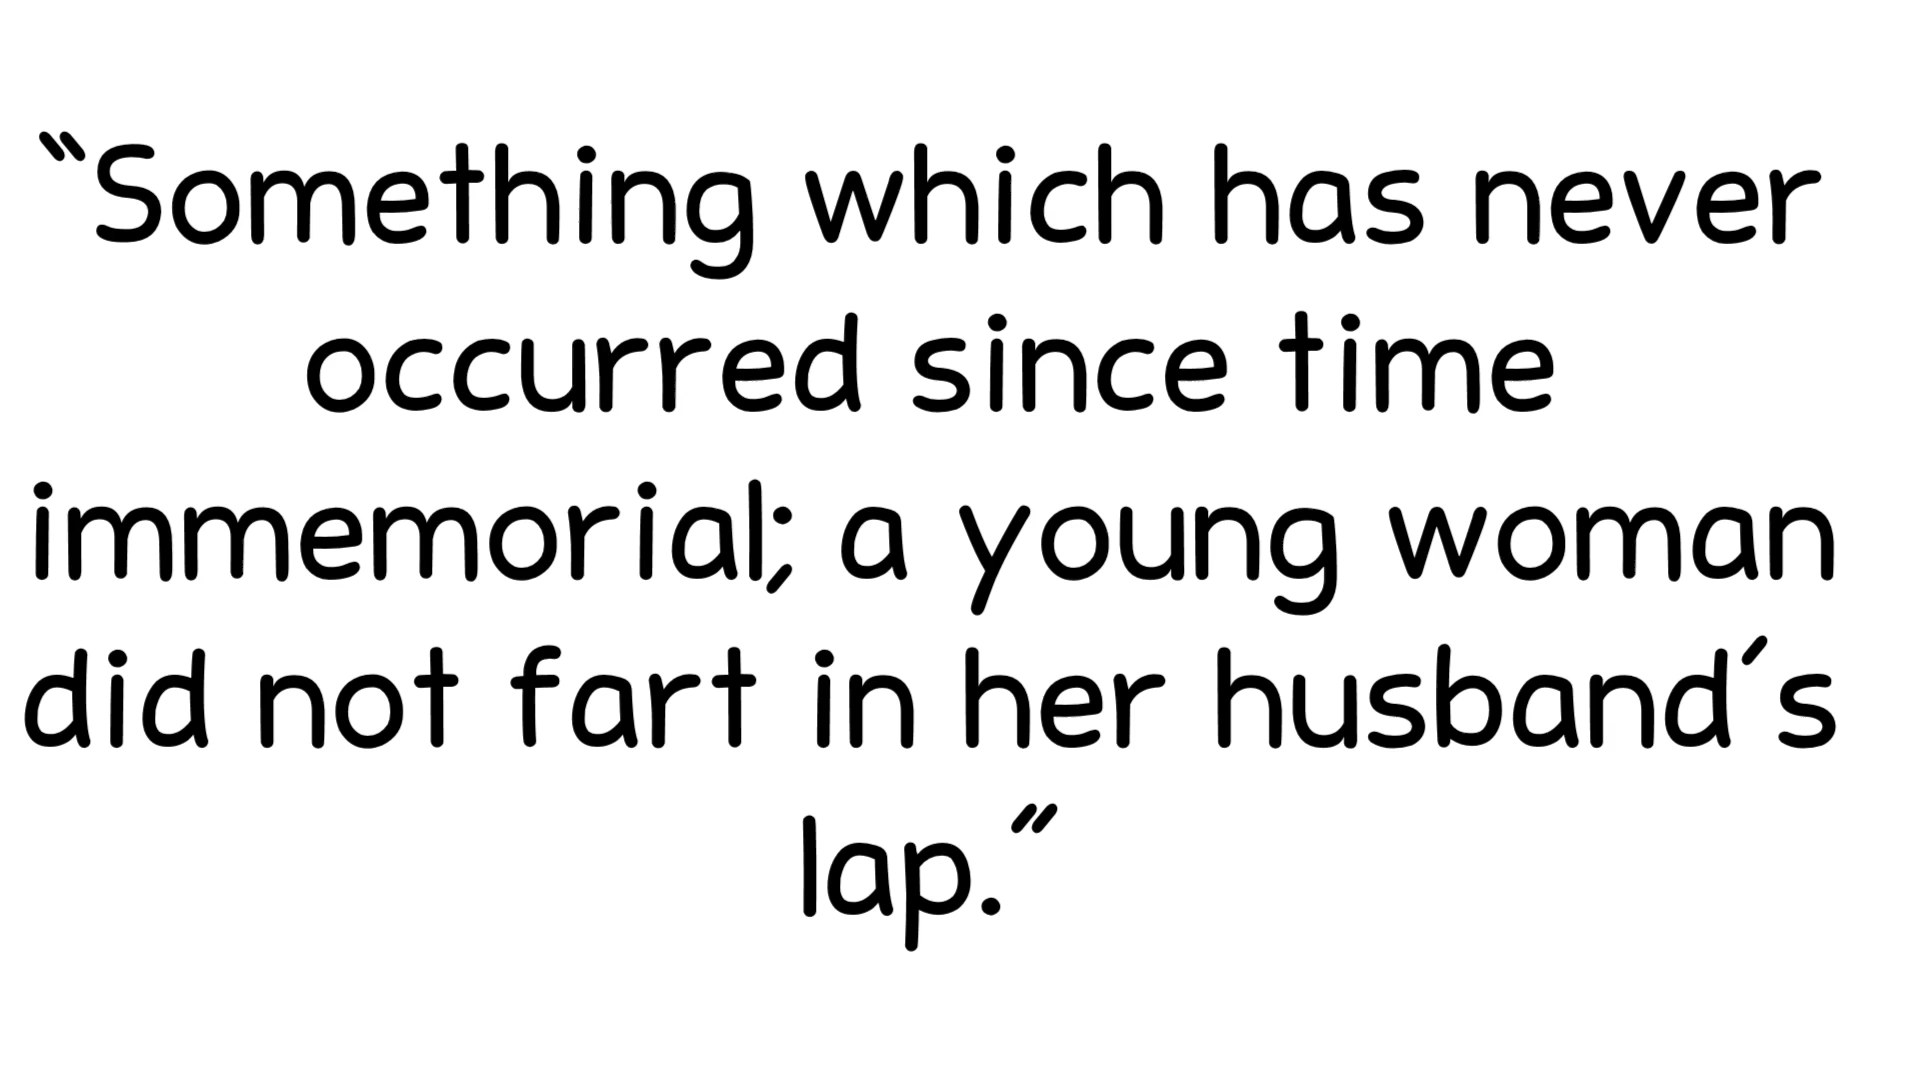 “Something which has never
occurred since time
immemorial; a young woman
did not fart in her husband’s
lap.”